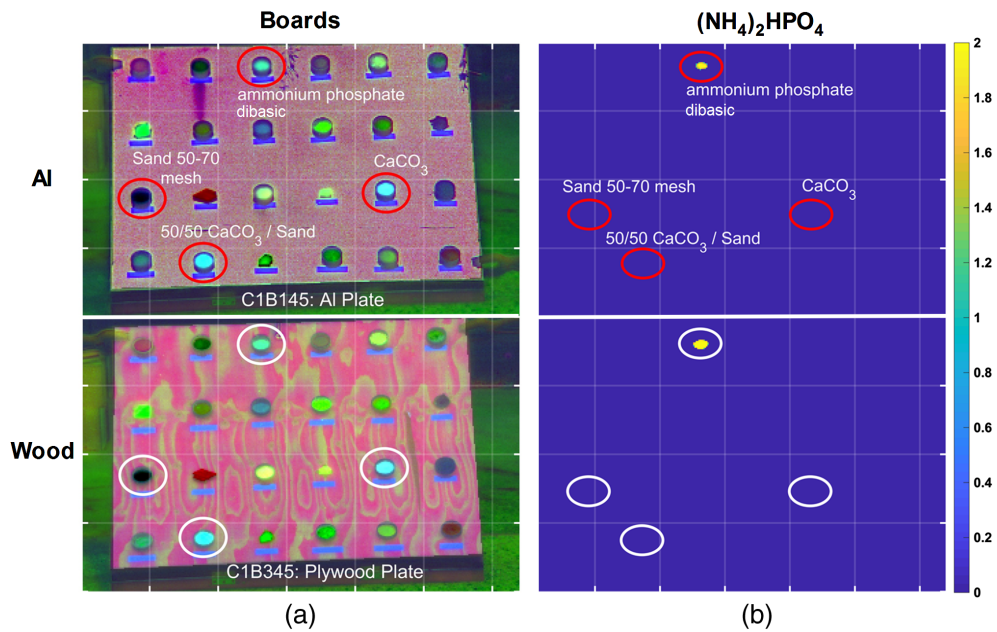 Boards
(NH4)2HPO4
ammonium phosphate
dibasic
Sand 50-70
mesh
CaCO3
50/50 CaCO3 / Sand
C1B145: Al Plate
Al
ammonium phosphate
dibasic
Sand 50-70 mesh
CaCO3
50/50 CaCO3 / Sand
2
1.8
1.6
1.4
1.2
1
0.8
0.6
0.4
0.2
0
Wood
C1B345: Plywood Plate
(a)
(b)